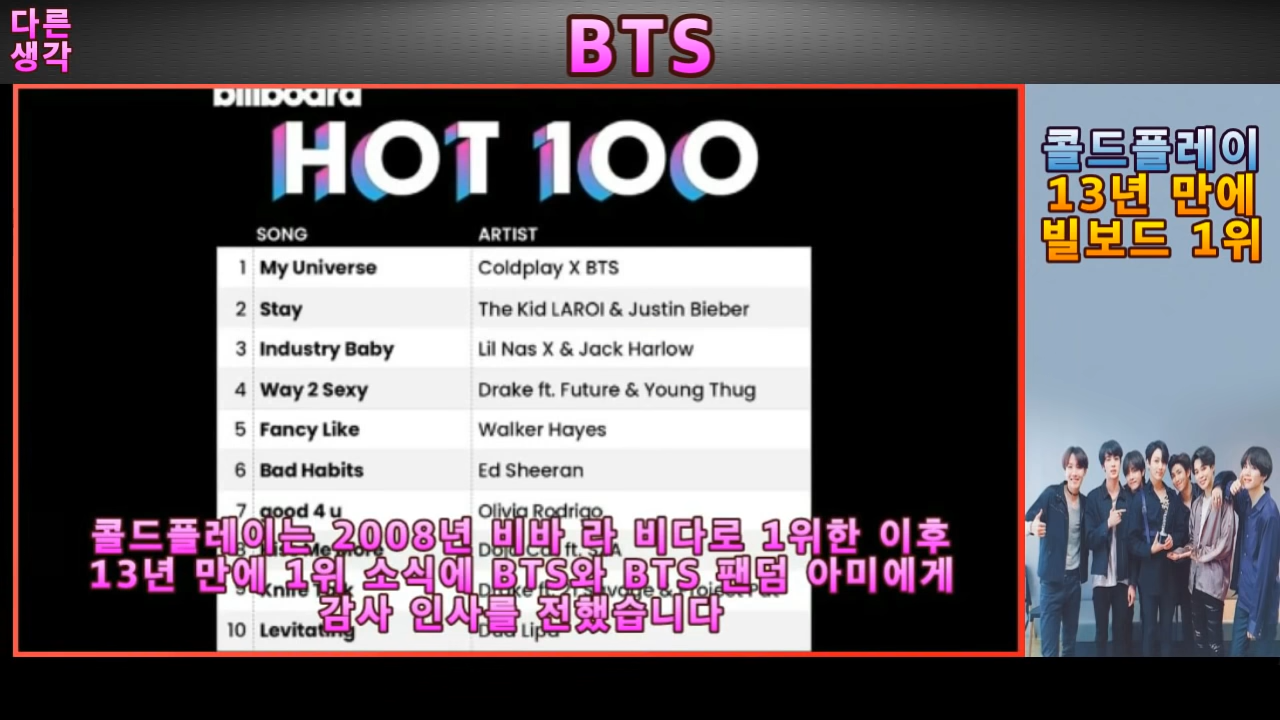 다른
생각
BTS
billboard
HOT 100
SONG ARTIST
1 My Universe Coldplay X BTS
2 Stay The Kid LAROI & Justin Bieber
3 Industry Baby Lil Nas X & Jack Harlow
4 Way 2 Sexy Drake ft. Future & Young Thug
5 Fancy Like Walker Hayes
6 Bad Habits Ed Sheeran
7 good 4 u Olivia Rodrigo
10 Levitating Dua Lipa
콜드플레이는 2008년 비바 라 비다로 1위한 이후
13년 만에 1위 소식에 BTS와 BTS 팬덤 아미에게
감사 인사를 전했습니다
콜드플레이
13년 만에
빌보드 1위